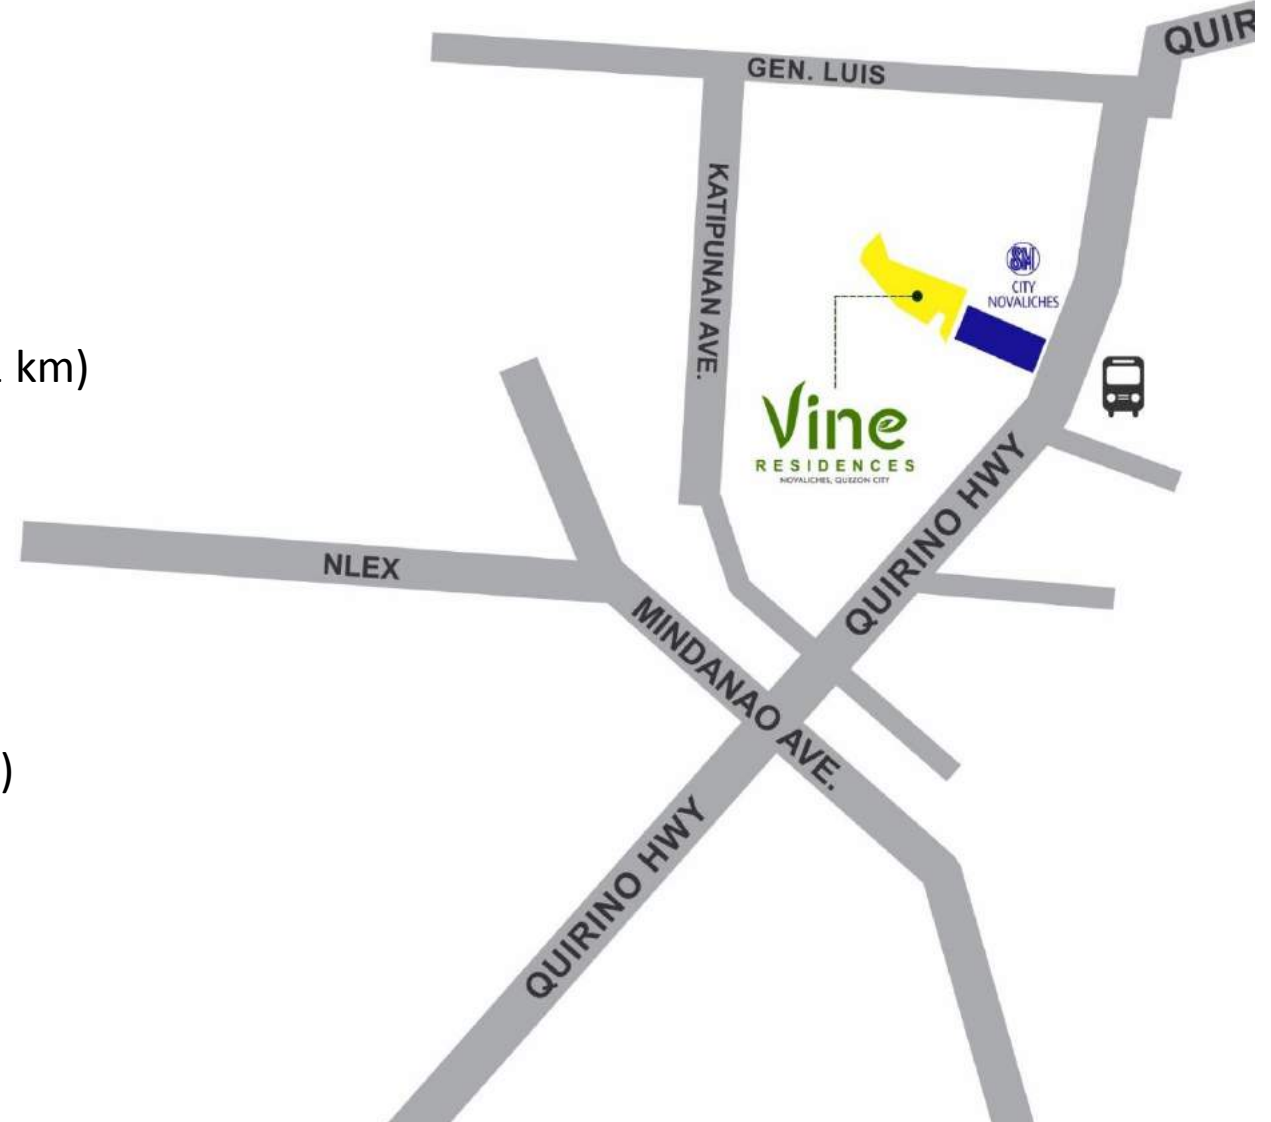 QUIR
GEN. LUIS
KATIPUNAN AVE.
SM
CITY
NOVALICHES
km)
Vine
RESIDENCES
NOVALICHES, QUEZON CITY
QUIRINO HWY
NLEX
MINDANAO AVE.
)
QUIRINO HWY